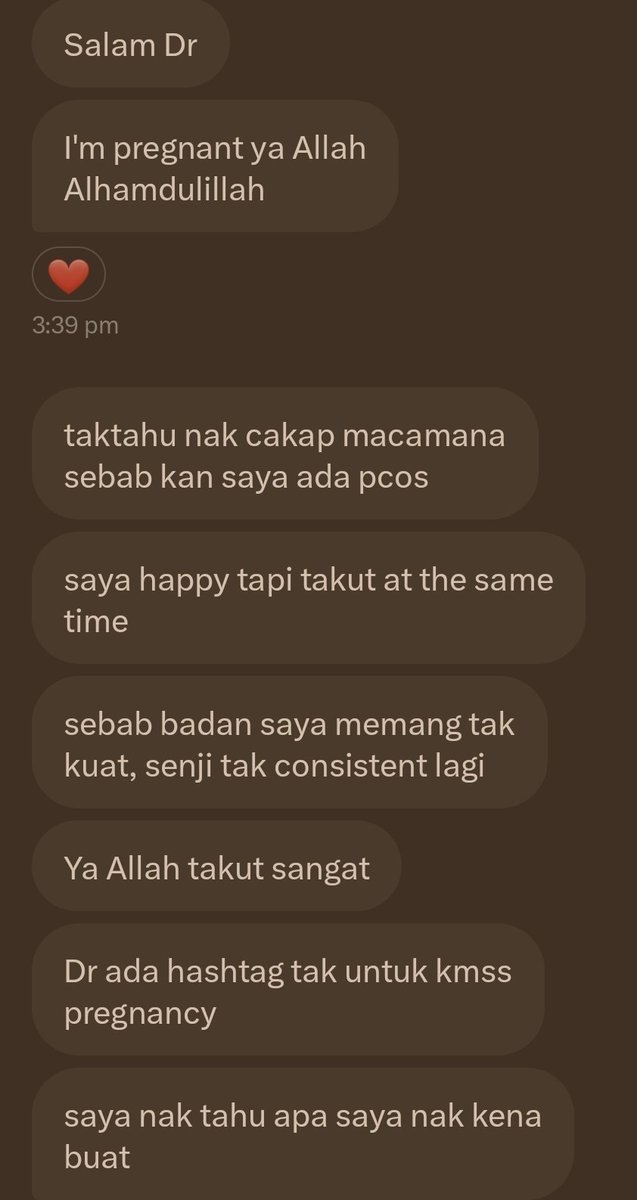 Salam Dr
I'm pregnant ya Allah
Alhamdulillah
❤️
3:39 pm
taktahu nak cakap macamana
sebab kan saya ada pcos
saya happy tapi takut at the same
time
sebab badan saya memang tak
kuat, senji tak consistent lagi
Ya Allah takut sangat
Dr ada hashtag tak untuk kmss
pregnancy
saya nak tahu apa saya nak kena
buat